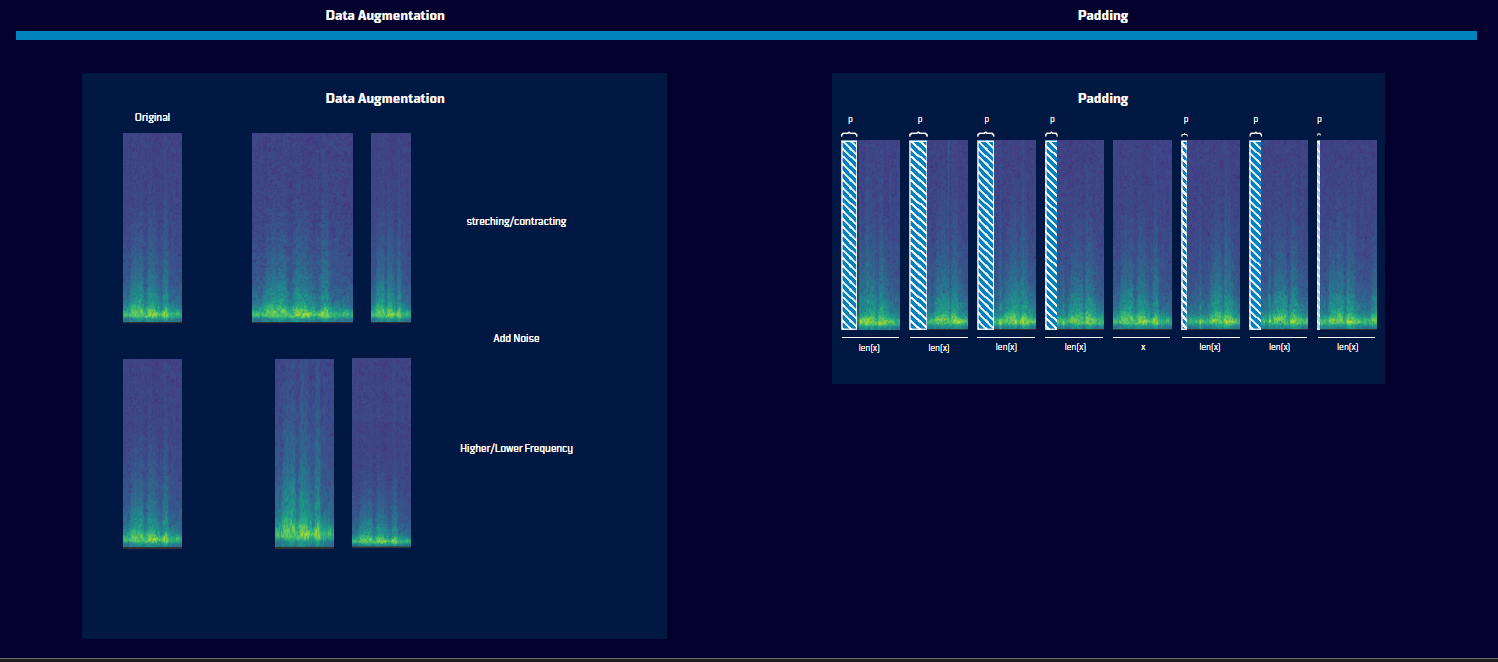 Data Augmentation
Padding
Data Augmentation
Original
streching/contracting
Add Noise
Higher/Lower Frequency
Padding
p p p p p p p
len(x) len(x) len(x) len(x) x len(x) len(x) len(x)